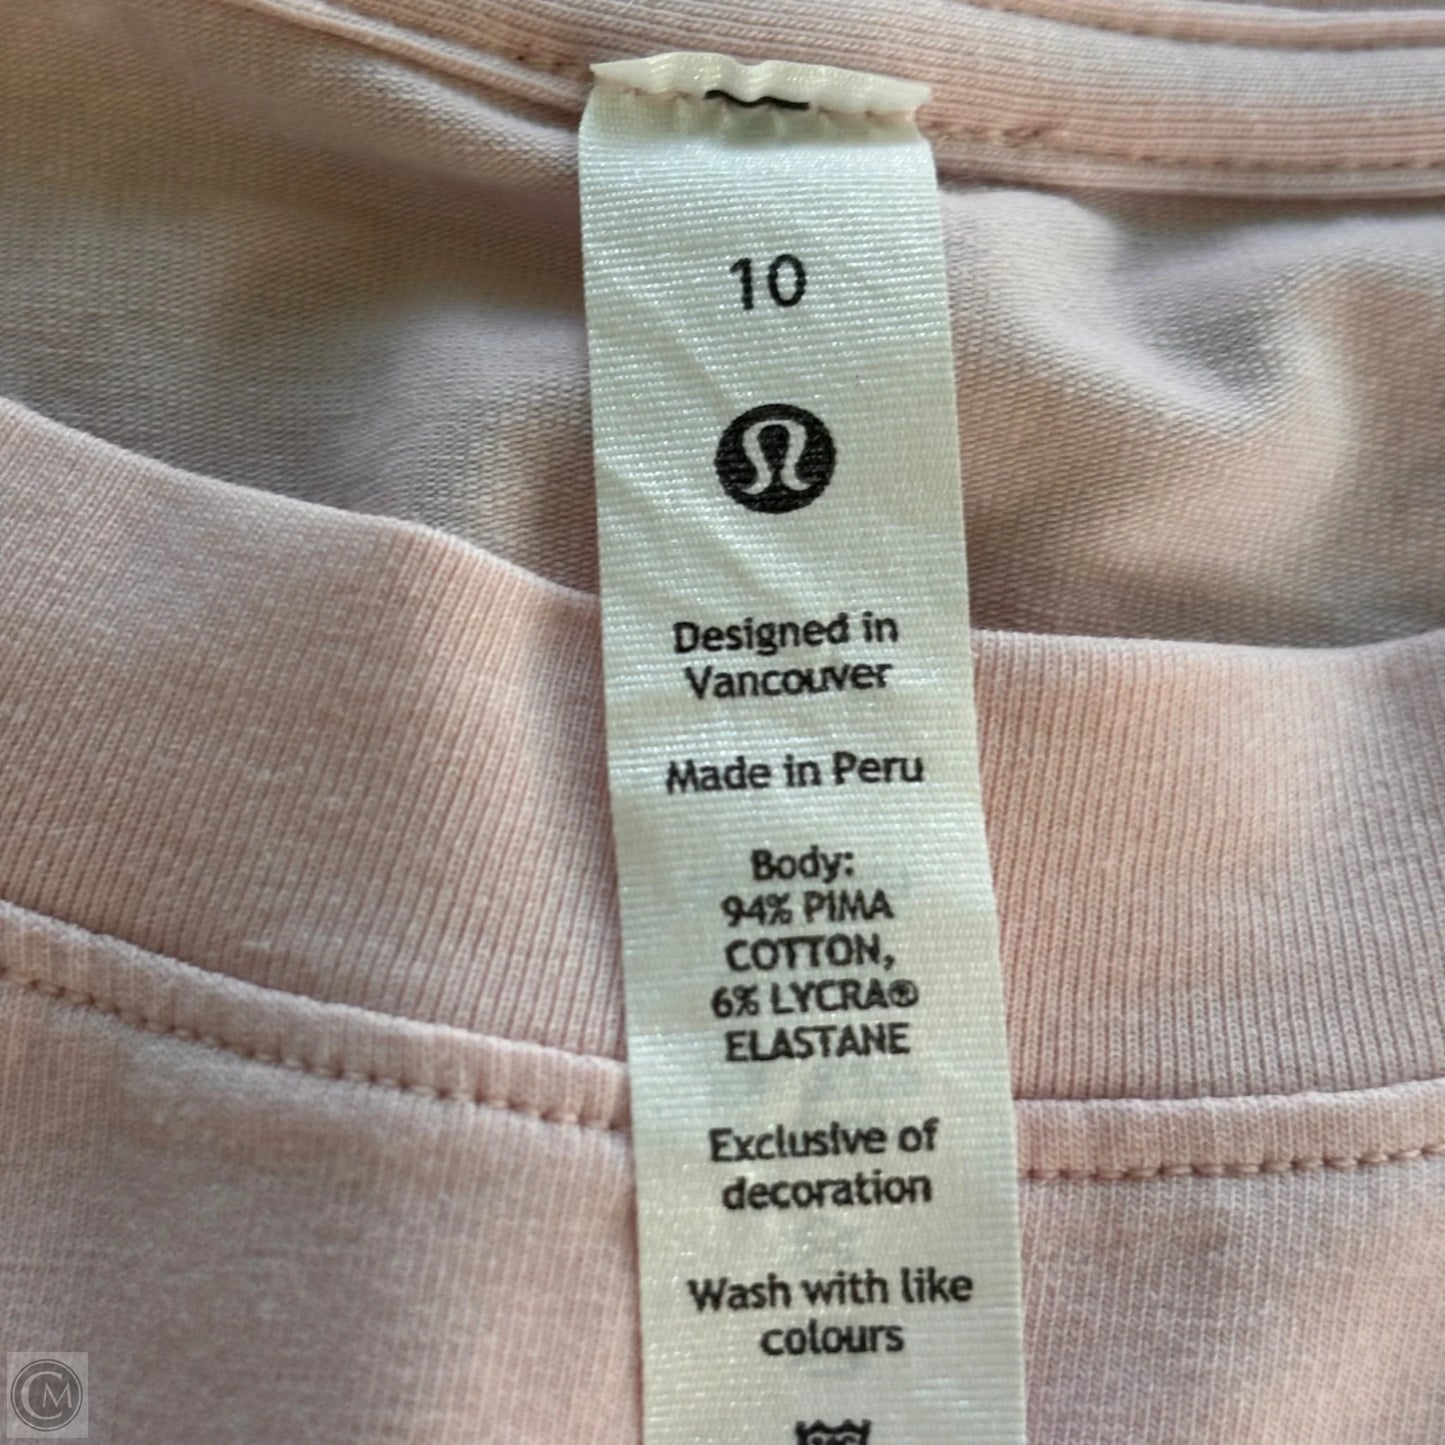 10
Designed in
Vancouver
Made in Peru
Body:
94% PIMA
COTTON,
6% LYCRA®
ELASTANE
Exclusive of
decoration
Wash with like
colours
CM